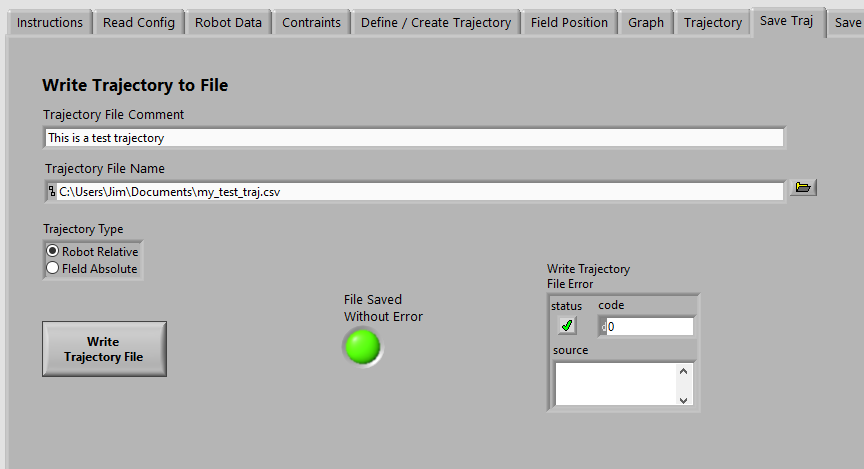 Instructions Read Config Robot Data Contraints Define / Create Trajectory Field Position Graph Trajectory Save Traj Save
Write Trajectory to File
Trajectory File Comment
This is a test trajectory
Trajectory File Name
C:\Users\Jim\Documents\my_test_traj.csv
Trajectory Type
Robot Relative
FIeld Absolute
Write
Trajectory File
File Saved
Without Error
Write Trajectory
File Error
status code
0
source